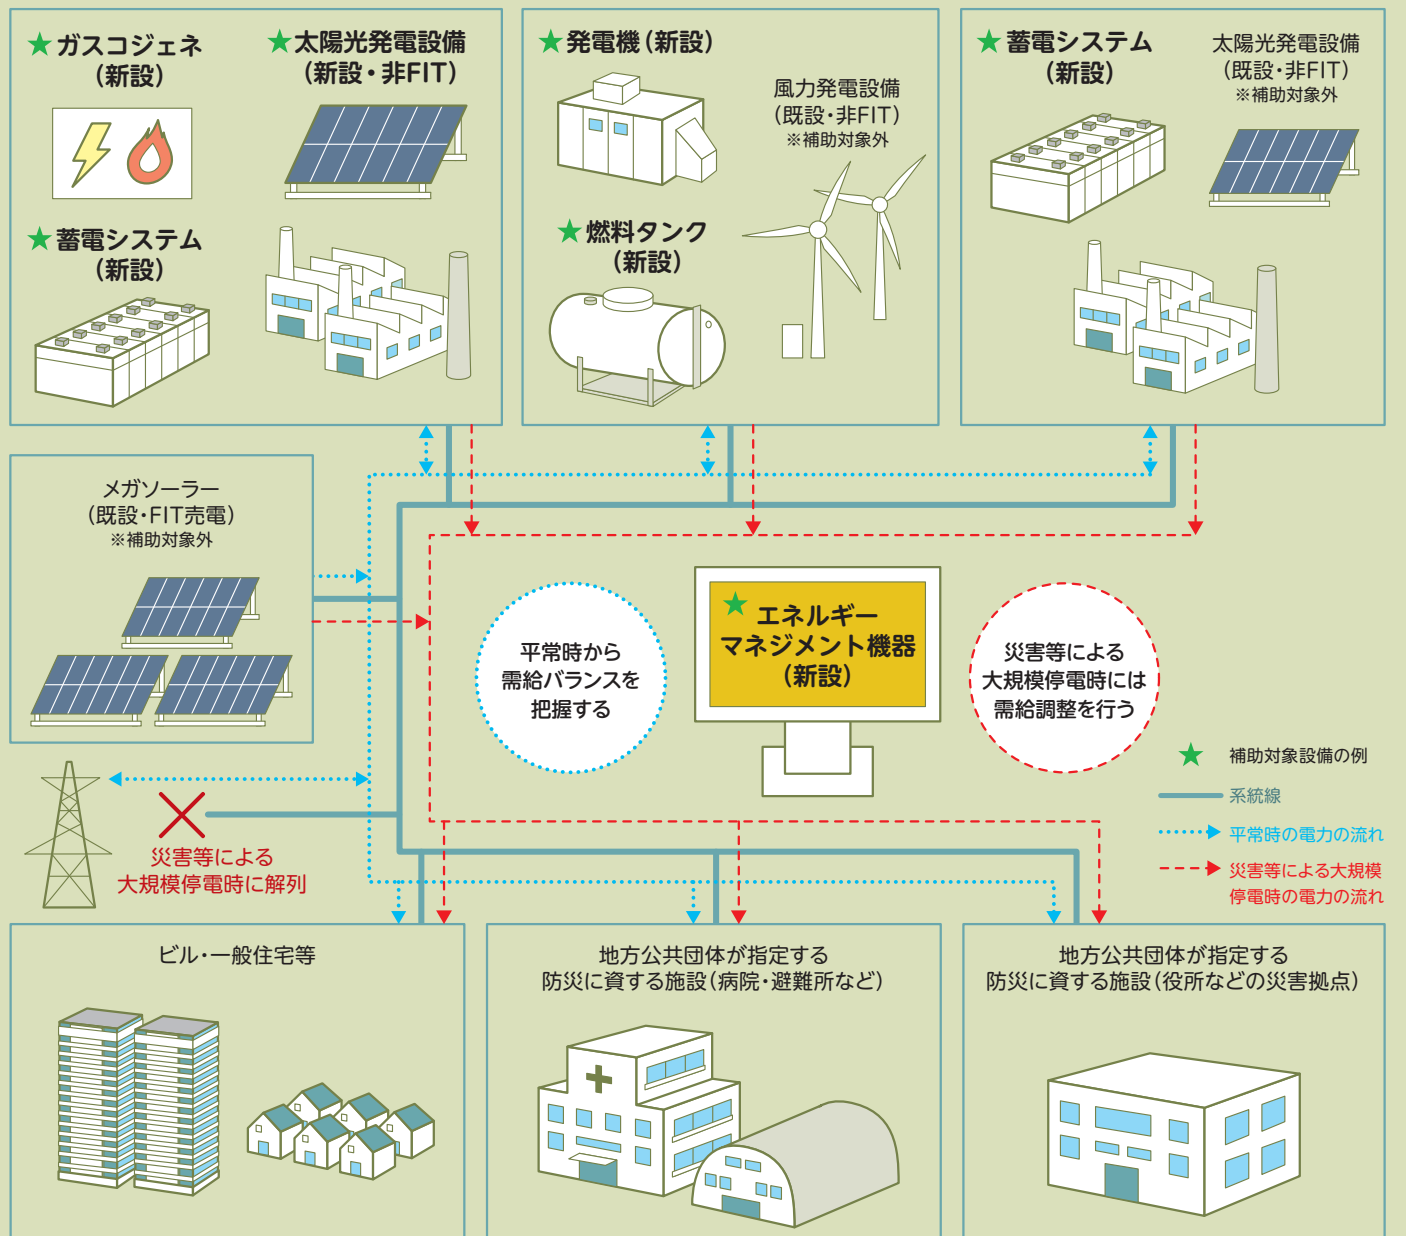 ★ガスコジェネ
(新設)
★太陽光発電設備
(新設・非FIT)
★蓄電システム
(新設)
★発電機(新設)
風力発電設備
(既設・非FIT)
※補助対象外
★燃料タンク
(新設)
★蓄電システム
(新設)
太陽光発電設備
(既設・非FIT)
※補助対象外
メガソーラー
(既設・FIT売電)
※補助対象外
平常時から
需給バランスを
把握する
★エネルギー
マネジメント機器
(新設)
災害等による
大規模停電時には
需給調整を行う
★ 補助対象設備の例
系統線
平常時の電力の流れ
災害等による大規模
停電時の電力の流れ
災害等による
大規模停電時に解列
ビル・一般住宅等
地方公共団体が指定する
防災に資する施設(病院・避難所など)
地方公共団体が指定する
防災に資する施設(役所などの災害拠点)